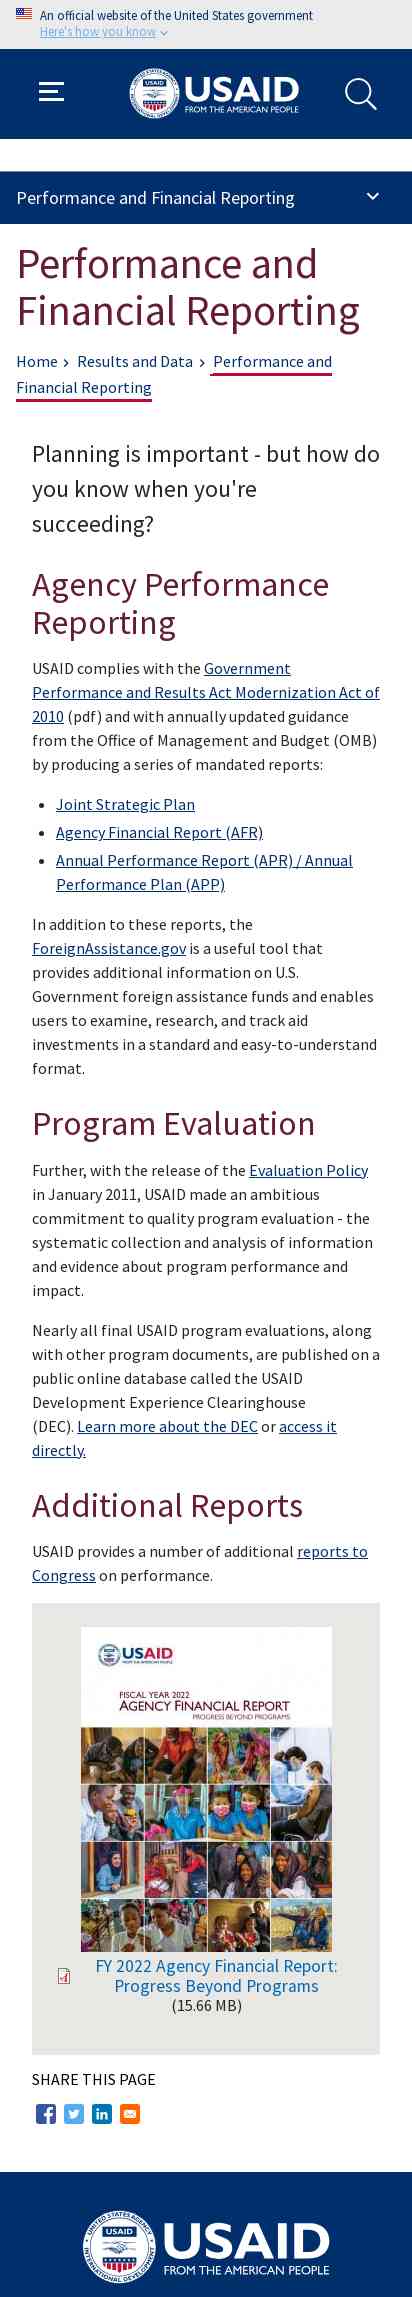 An official website of the United States government
Here's how you know
USAID
FROM THE AMERICAN PEOPLE
Performance and Financial Reporting
Performance and
Financial Reporting
Home › Results and Data › Performance and
Financial Reporting
Planning is important - but how do
you know when you're
succeeding?
Agency Performance
Reporting
USAID complies with the Government
Performance and Results Act Modernization Act of
2010 (pdf) and with annually updated guidance
from the Office of Management and Budget (OMB)
by producing a series of mandated reports:
• Joint Strategic Plan
• Agency Financial Report (AFR)
• Annual Performance Report (APR) / Annual
Performance Plan (APP)
In addition to these reports, the
ForeignAssistance.gov is a useful tool that
provides additional information on U.S.
Government foreign assistance funds and enables
users to examine, research, and track aid
investments in a standard and easy-to-understand
format.
Program Evaluation
Further, with the release of the Evaluation Policy
in January 2011, USAID made an ambitious
commitment to quality program evaluation - the
systematic collection and analysis of information
and evidence about program performance and
impact.
Nearly all final USAID program evaluations, along
with other program documents, are published on a
public online database called the USAID
Development Experience Clearinghouse
(DEC). Learn more about the DEC or access it
directly.
Additional Reports
USAID provides a number of additional reports to
Congress on performance.
USAID
FROM THE AMERICAN PEOPLE
FISCAL YEAR 2022
AGENCY FINANCIAL REPORT
PROGRESS BEYOND PROGRAMS
FY 2022 Agency Financial Report:
Progress Beyond Programs
(15.66 MB)
SHARE THIS PAGE
UNITED STATES AGENCY
USAID
INTERNATIONAL DEVELOPMENT
USAID
FROM THE AMERICAN PEOPLE